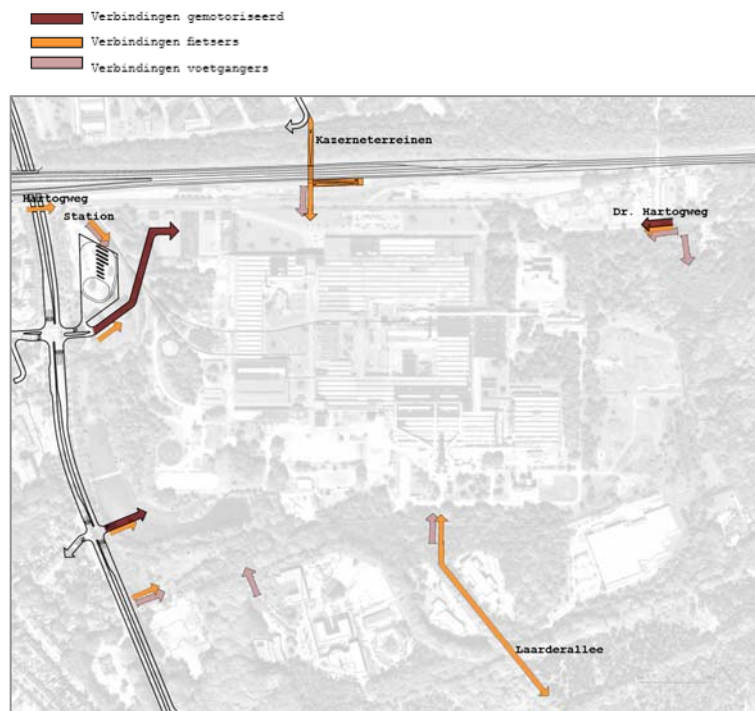 Verbindingen gemotoriseerd
Verbindingen fietsers
Verbindingen voetgangers
Kazerneterreinen
Hartogweg
Station
Dr. Hartogweg
Laarderallee